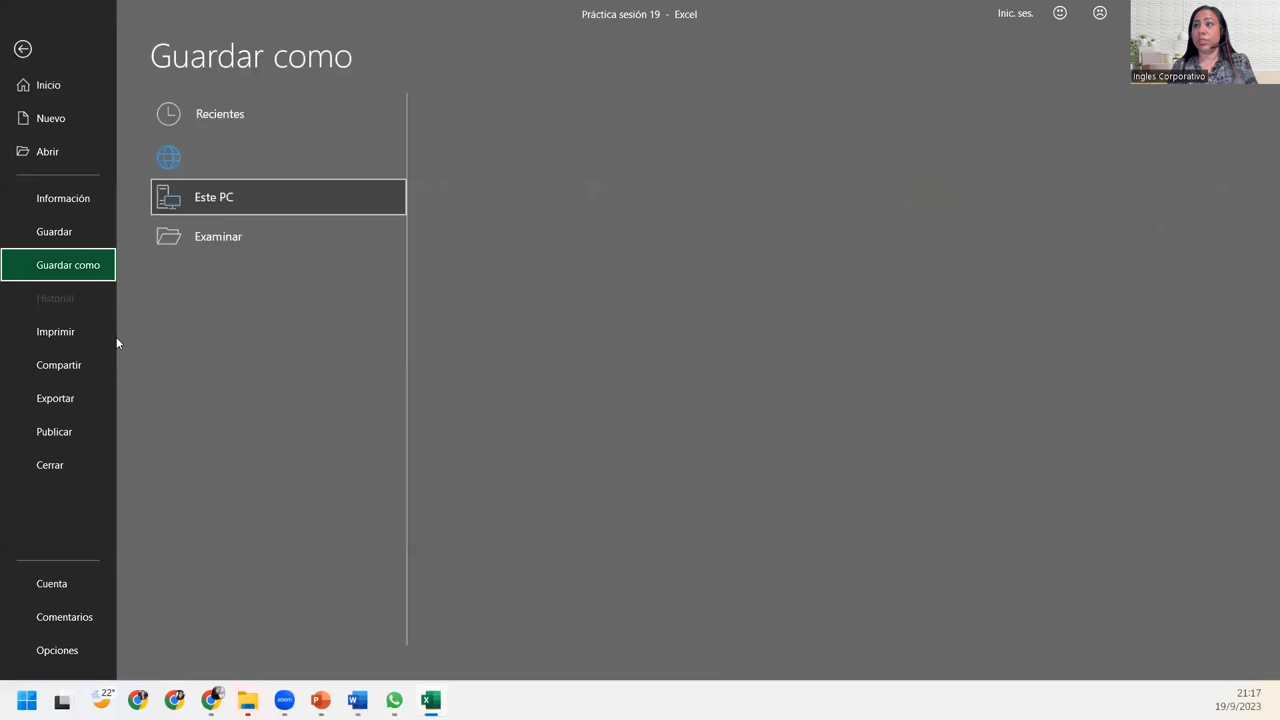 Práctica sesión 19 - Excel
Inic. ses.
Ingles Corporativo
Guardar como
Inicio
Nuevo
Abrir
Información
Guardar
Guardar como
Historial
Imprimir
Compartir
Exportar
Publicar
Cerrar
Cuenta
Comentarios
Opciones
Recientes
Este PC
Examinar
22°
zoom
21:17
19/9/2023